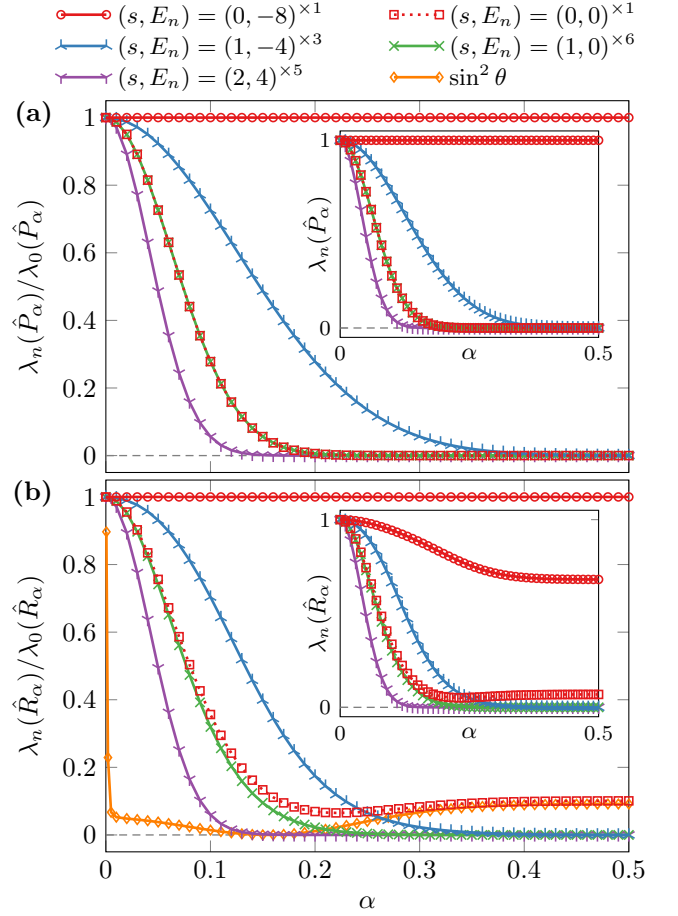 (s, E_n) = (0, −8)^{×1}
(s, E_n) = (0, 0)^{×1}
(s, E_n) = (1, −4)^{×3}
(s, E_n) = (1, 0)^{×6}
(s, E_n) = (2, 4)^{×5}
sin² θ
(a)
λ_n(P̂_α)/λ_0(P̂_α)
1
0.8
0.6
0.4
0.2
0
λ_n(P̂_α)
1
0
0
α
0.5
(b)
λ_n(R̂_α)/λ_0(R̂_α)
1
0.8
0.6
0.4
0.2
0
λ_n(R̂_α)
1
0
0
α
0.5
0
0.1
0.2
0.3
0.4
0.5
α